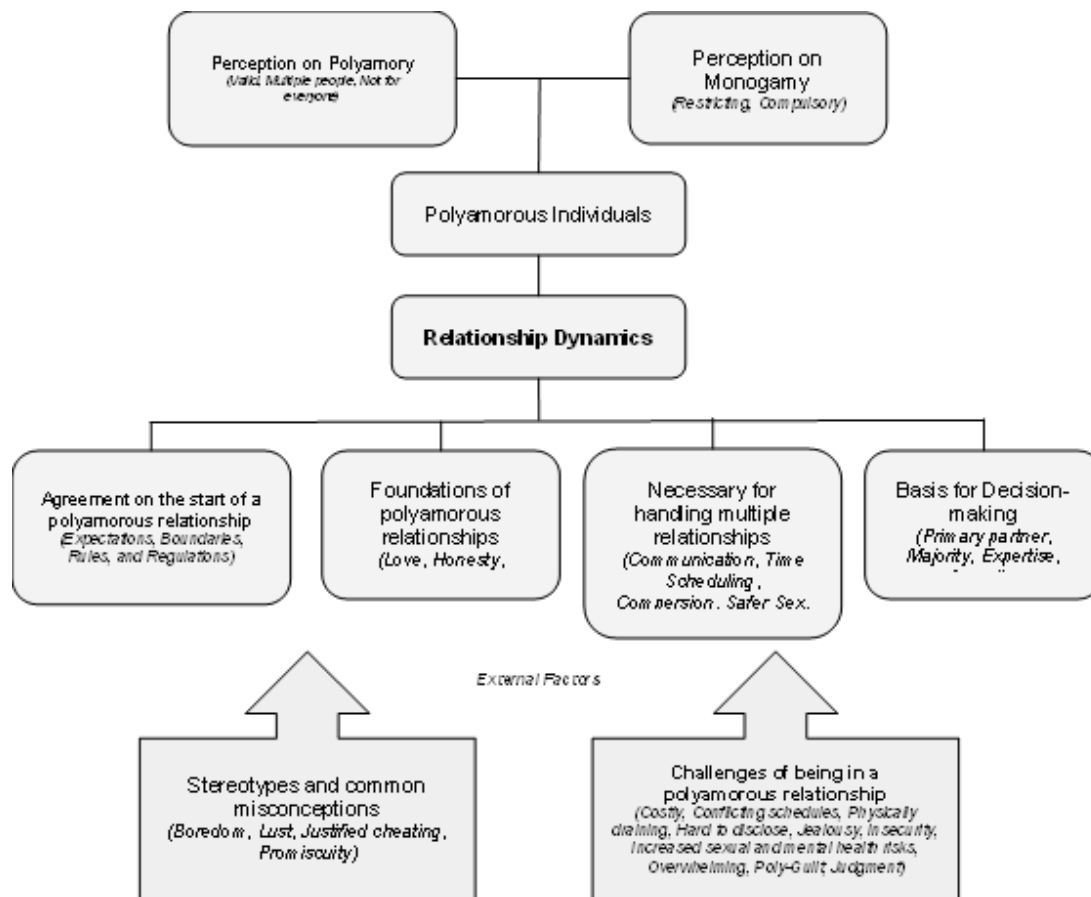 Perception on Polyamory
(Valid, Multiple people, Not for
everyone)
Perception on
Monogamy
(Restricting, Compulsory)
Polyamorous Individuals
Relationship Dynamics
Agreement on the start of a
polyamorous relationship
(Expectations, Boundaries,
Rules, and Regulations)
Foundations of
polyamorous
relationships
(Love, Honesty,
Necessary for
handling multiple
relationships
(Communication, Time
Scheduling,
Compersion, Safer Sex,
Basis for Decision-
making
(Primary partner,
Majority, Expertise,
External Factors
Stereotypes and common
misconceptions
(Boredom, Lust, Justified cheating,
Promiscuity)
Challenges of being in a
polyamorous relationship
(Costly, Conflicting schedules, Physically
draining, Hard to disclose, Jealousy, Insecurity,
Increased sexual and mental health risks,
Overwhelming, Poly-Guilt, Judgment)